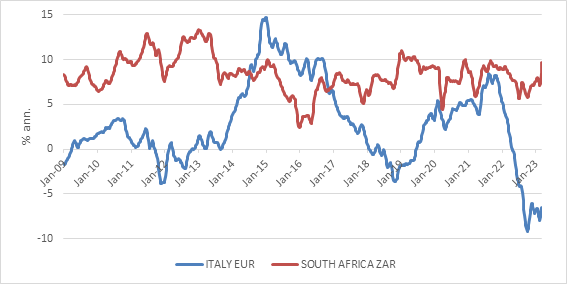 % ann.
15
10
5
0
-5
-10
Jan-09
Jan-10
Jan-11
Jan-12
Jan-13
Jan-14
Jan-15
Jan-16
Jan-17
Jan-18
Jan-19
Jan-20
Jan-21
Jan-22
Jan-23
ITALY EUR
SOUTH AFRICA ZAR